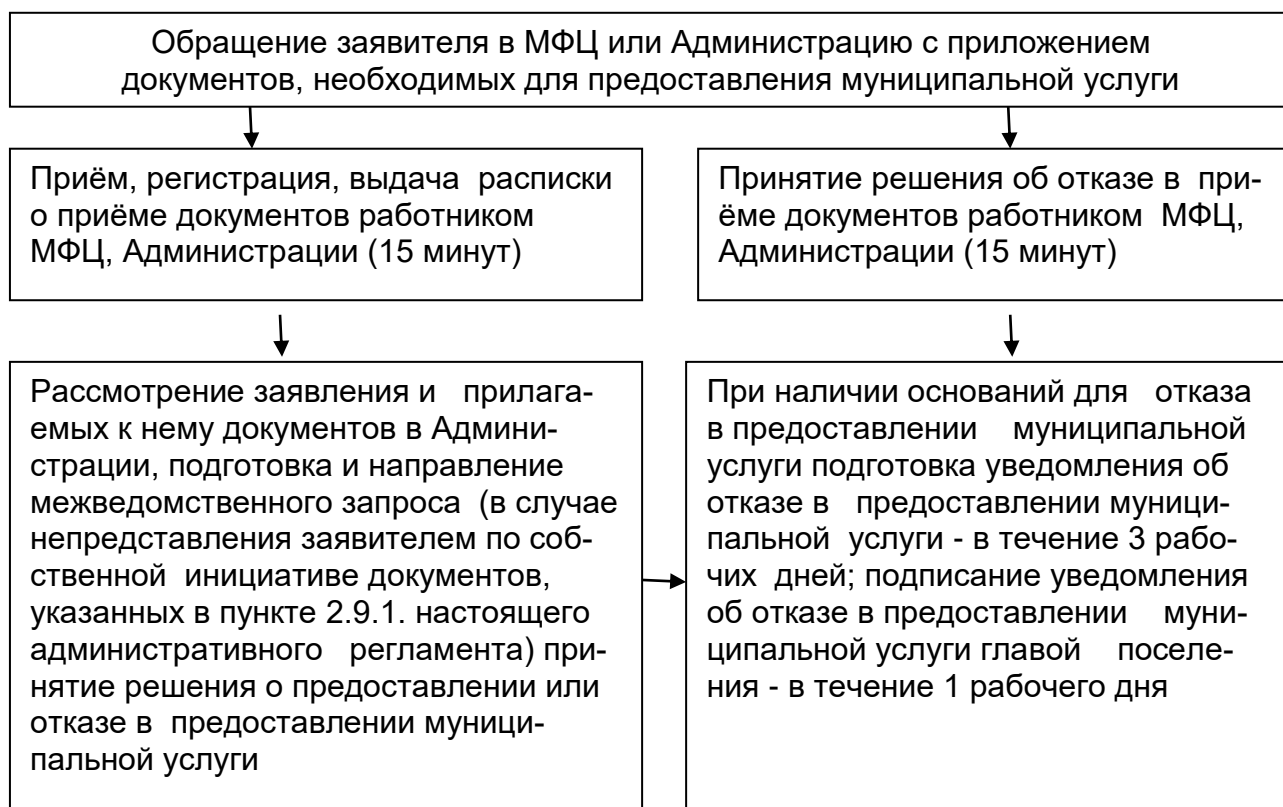 Обращение заявителя в МФЦ или Администрацию с приложением
документов, необходимых для предоставления муниципальной услуги
Приём, регистрация, выдача расписки
о приёме документов работником
МФЦ, Администрации (15 минут)
Принятие решения об отказе в при-
ёме документов работником МФЦ,
Администрации (15 минут)
Рассмотрение заявления и прилага-
емых к нему документов в Админи-
страции, подготовка и направление
межведомственного запроса (в случае
непредставления заявителем по соб-
ственной инициативе документов,
указанных в пункте 2.9.1. настоящего
административного регламента) при-
нятие решения о предоставлении или
отказе в предоставлении муници-
пальной услуги
При наличии оснований для отказа
в предоставлении муниципальной
услуги подготовка уведомления об
отказе в предоставлении муници-
пальной услуги - в течение 3 рабо-
чих дней; подписание уведомления
об отказе в предоставлении муни-
ципальной услуги главой поселе-
ния - в течение 1 рабочего дня